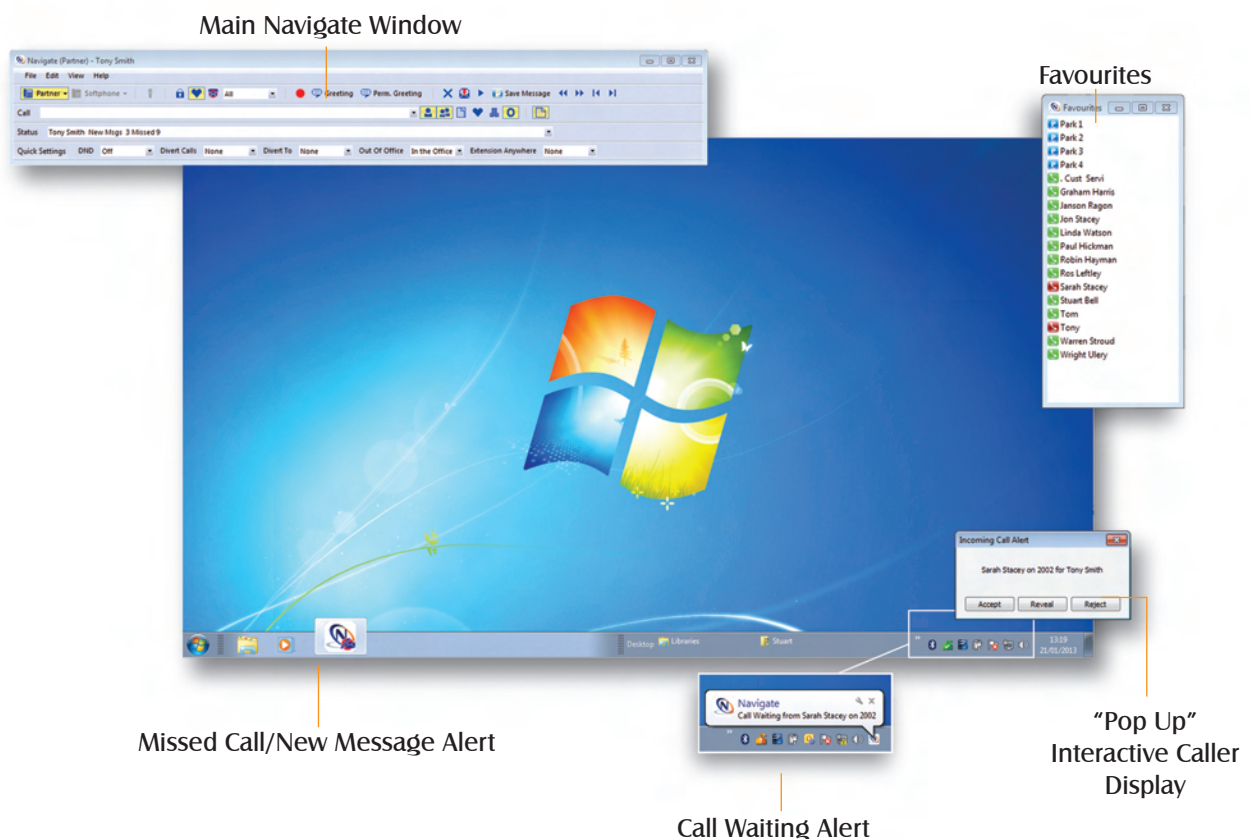 Main Navigate Window
Navigate (Partner) - Tony Smith
File Edit View Help
Partner Softphone All Greeting Perm. Greeting Save Message
Call
Status Tony Smith New Msgs 3 Missed 9
Quick Settings DND Off Divert Calls None Divert To None Out Of Office In the Office Extension Anywhere None
Favourites
Favourites
Park 1
Park 2
Park 3
Park 4
. Cust Servi
Graham Harris
Janson Ragon
Jon Stacey
Linda Watson
Paul Hickman
Robin Hayman
Ros Leftley
Sarah Stacey
Stuart Bell
Tom
Tony
Warren Stroud
Wright Ulery
Incoming Call Alert
Sarah Stacey on 2002 for Tony Smith
Accept Reveal Reject
N
Desktop Libraries Stuart
13:19
21/01/2013
Navigate
Call Waiting from Sarah Stacey on 2002
Missed Call/New Message Alert
Call Waiting Alert
“Pop Up”
Interactive Caller
Display